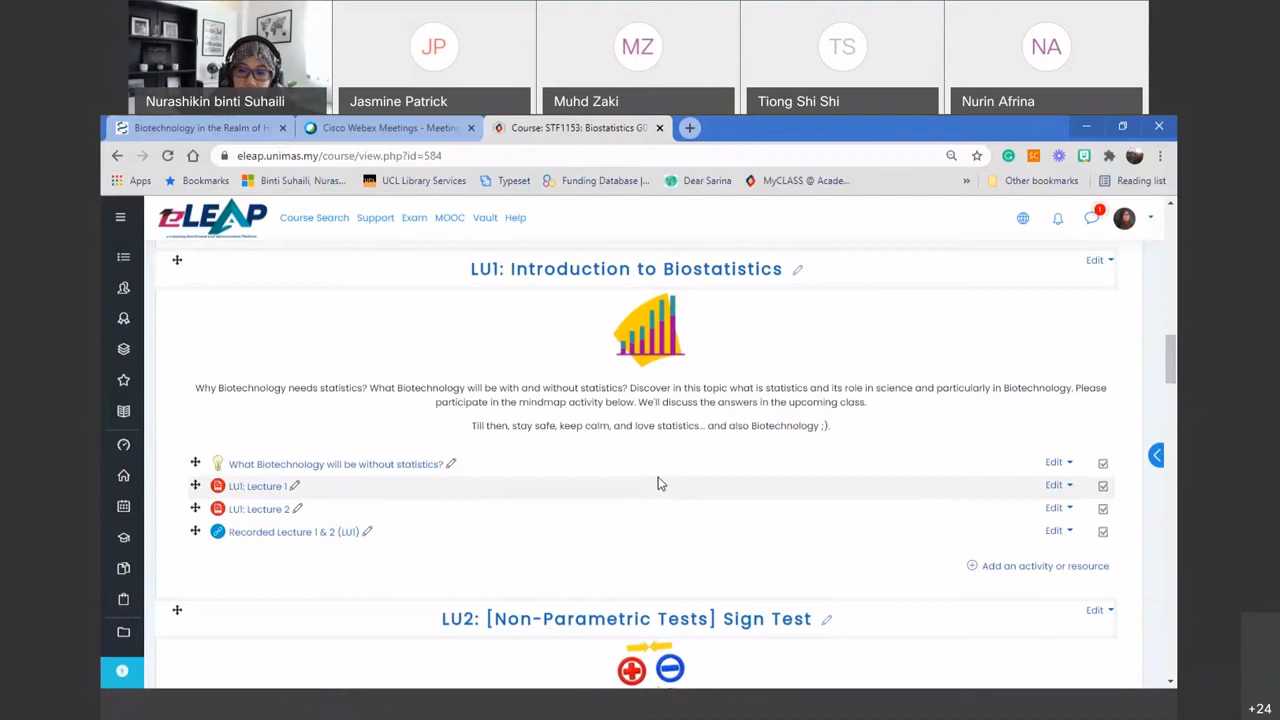 JP
MZ
TS
NA
Nurashikin binti Suhaili
Jasmine Patrick
Muhd Zaki
Tiong Shi Shi
Nurin Afrina
Biotechnology in the Realm of H
Cisco Webex Meetings - Meetin
Course: STF1153: Biostatistics G0
eleap.unimas.my/course/view.php?id=584
Apps
Bookmarks
Binti Suhaili, Nuras...
UCL Library Services
Typeset
Funding Database |...
Dear Sarina
MyCLASS @ Acade...
»
Other bookmarks
Reading list
eLEAP
Course Search
Support
Exam
MOOC
Vault
Help
1
Edit
LU1: Introduction to Biostatistics
Why Biotechnology needs statistics? What Biotechnology will be with and without statistics? Discover in this topic what is statistics and its role in science and particularly in Biotechnology. Please
participate in the mindmap activity below. We'll discuss the answers in the upcoming class.
Till then, stay safe, keep calm, and love statistics... and also Biotechnology ;).
What Biotechnology will be without statistics?
Edit
LU1: Lecture 1
Edit
LU1: Lecture 2
Edit
Recorded Lecture 1 & 2 (LU1)
Edit
Add an activity or resource
LU2: [Non-Parametric Tests] Sign Test
Edit
+24